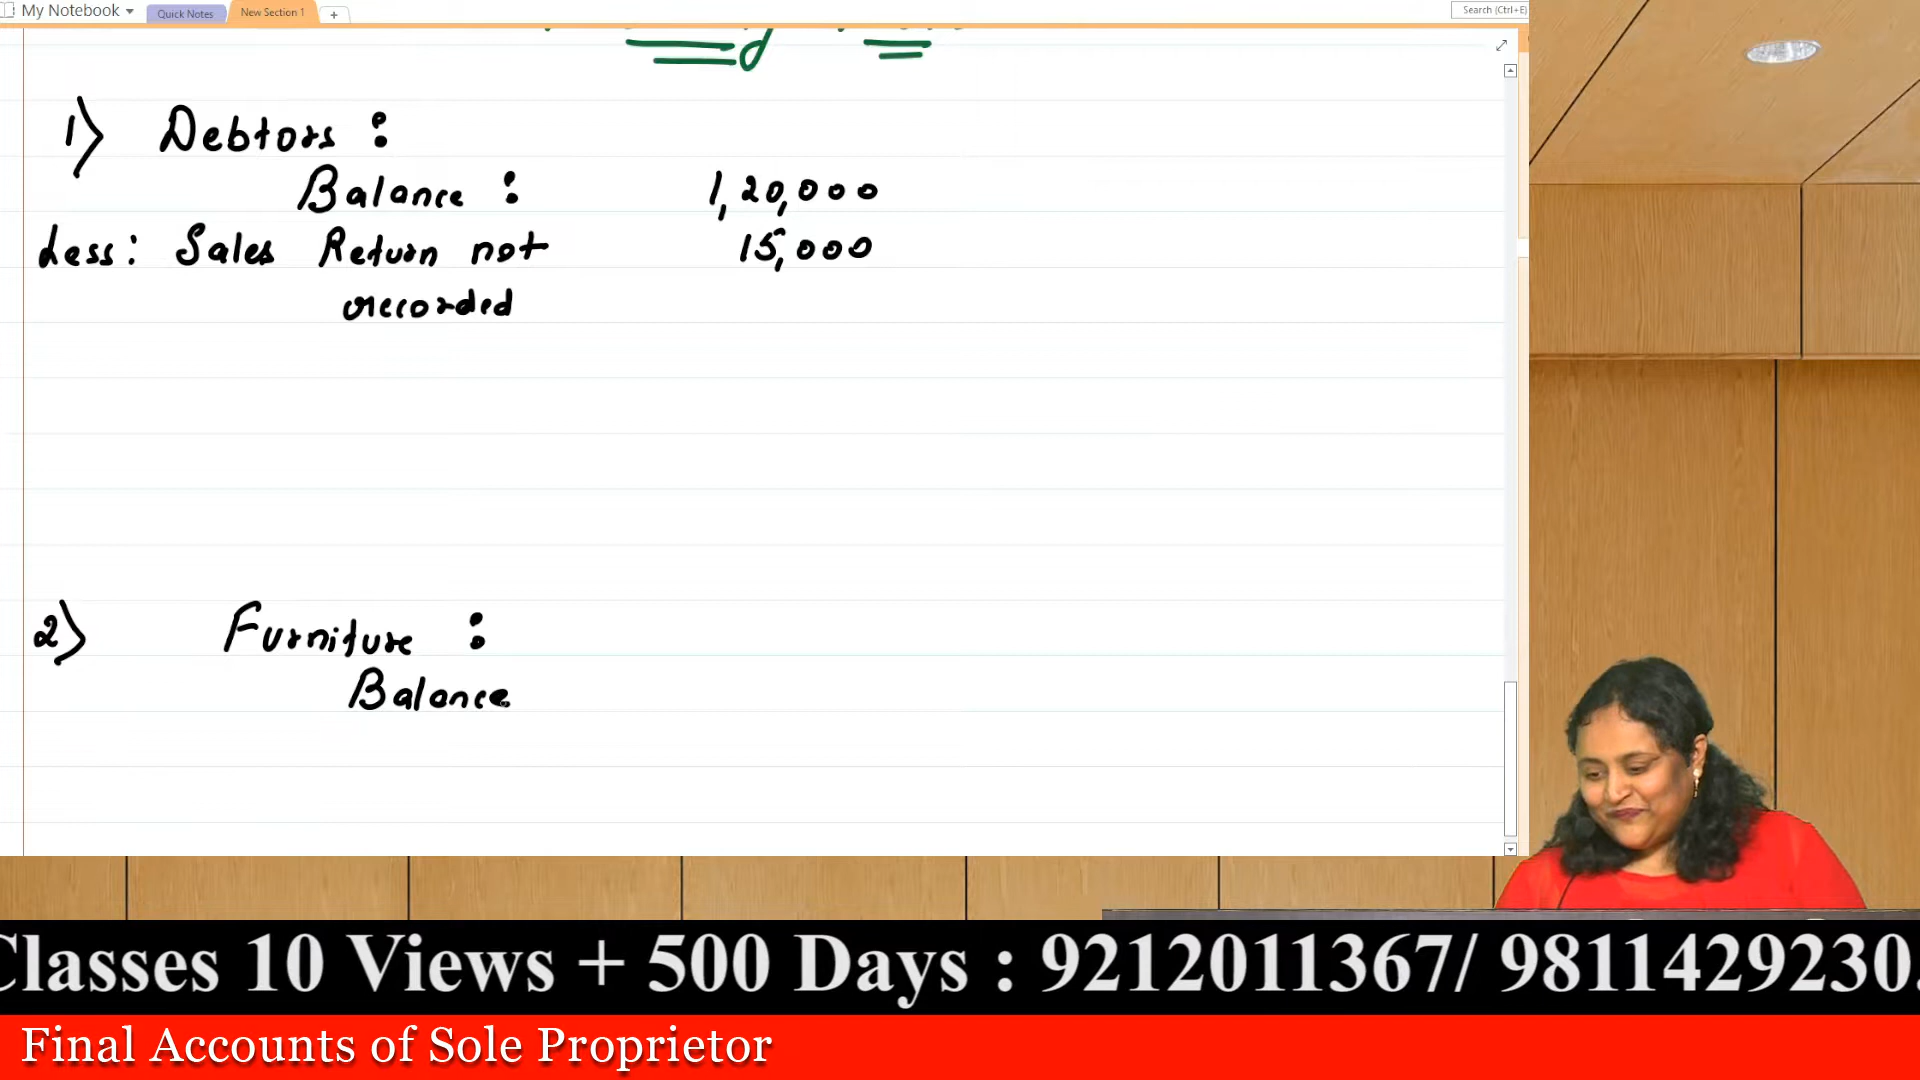 My Notebook
Quick Notes
New Section 1
+
Search (Ctrl+E)
1) Debtors :
Balance : 1,20,000
Less: Sales Return not 15,000
recorded
2) Furniture :
Balance
Classes 10 Views + 500 Days : 9212011367/ 9811429230
Final Accounts of Sole Proprietor